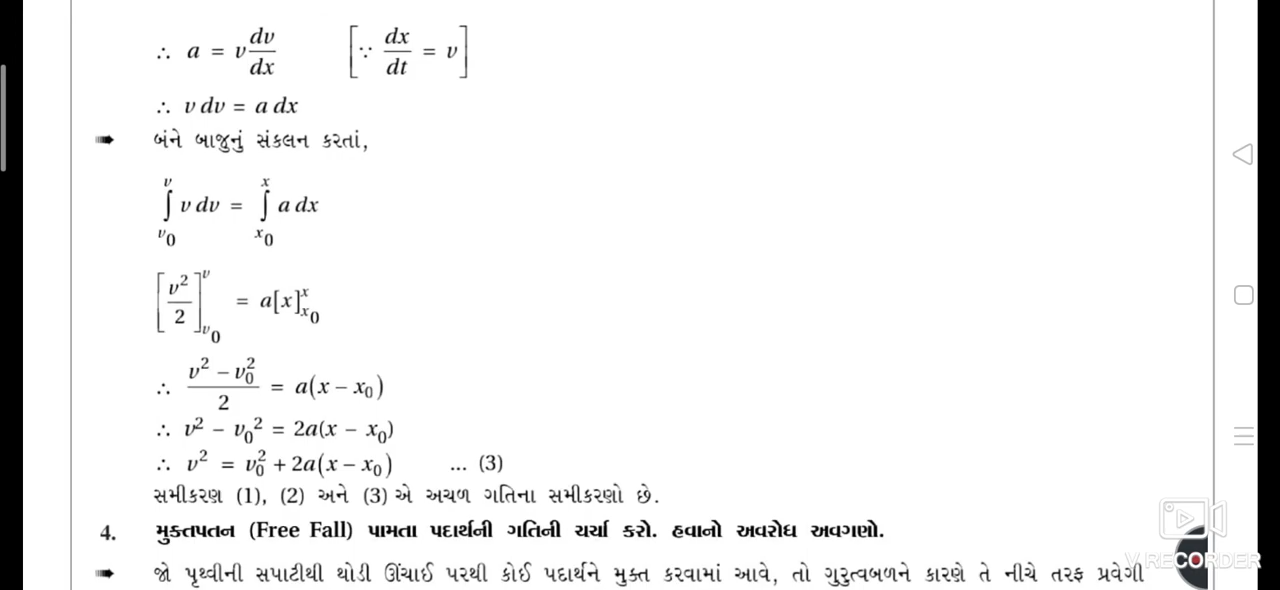 ∴ a = v dv/dx [∵ dx/dt = v]
∴ v dv = a dx
➠ બંને બાજુનું સંકલન કરતાં,
∫_{v₀}^{v} v dv = ∫_{x₀}^{x} a dx
[v²/2]_{v₀}^{v} = a[x]_{x₀}^{x}
∴ (v² − v₀²)/2 = a(x − x₀)
∴ v² − v₀² = 2a(x − x₀)
∴ v² = v₀² + 2a(x − x₀) ... (3)
સમીકરણ (1), (2) અને (3) એ અચળ ગતિના સમીકરણો છે.
4. મુક્તપતન (Free Fall) પામતા પદાર્થની ગતિની ચર્ચા કરો. હવાનો અવરોધ અવગણો.
➠ જો પૃથ્વીની સપાટીથી થોડી ઊંચાઈ પરથી કોઈ પદાર્થને મુક્ત કરવામાં આવે, તો ગુરુત્વબળને કારણે તે નીચે તરફ પ્રવેગી
V RECORDER